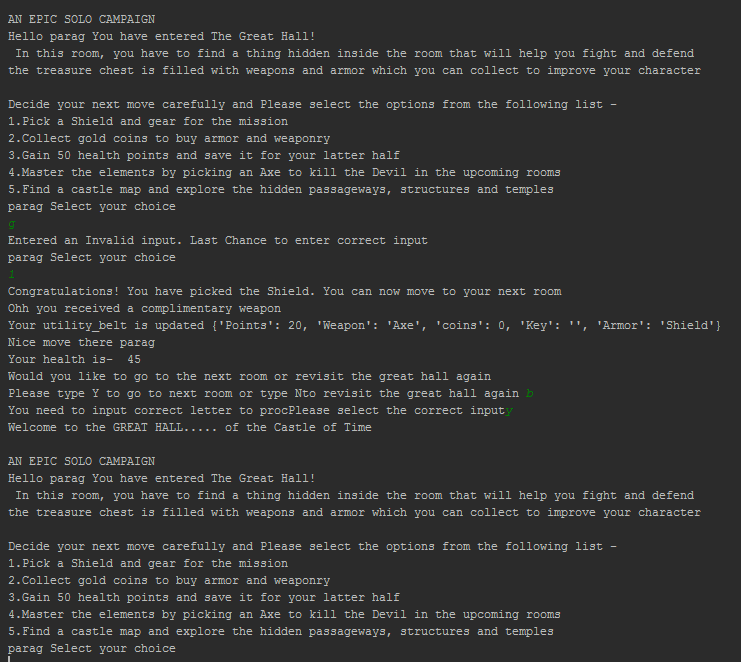 AN EPIC SOLO CAMPAIGN
Hello parag You have entered The Great Hall!
In this room, you have to find a thing hidden inside the room that will help you fight and defend
the treasure chest is filled with weapons and armor which you can collect to improve your character
Decide your next move carefully and Please select the options from the following list -
1.Pick a Shield and gear for the mission
2.Collect gold coins to buy armor and weaponry
3.Gain 50 health points and save it for your latter half
4.Master the elements by picking an Axe to kill the Devil in the upcoming rooms
5.Find a castle map and explore the hidden passageways, structures and temples
parag Select your choice
g
Entered an Invalid input. Last Chance to enter correct input
parag Select your choice
1
Congratulations! You have picked the Shield. You can now move to your next room
Ohh you received a complimentary weapon
Your utility_belt is updated {'Points': 20, 'Weapon': 'Axe', 'coins': 0, 'Key': '', 'Armor': 'Shield'}
Nice move there parag
Your health is-  45
Would you like to go to the next room or revisit the great hall again
Please type Y to go to next room or type Nto revisit the great hall again b
You need to input correct letter to procPlease select the correct inputy
Welcome to the GREAT HALL..... of the Castle of Time
AN EPIC SOLO CAMPAIGN
Hello parag You have entered The Great Hall!
In this room, you have to find a thing hidden inside the room that will help you fight and defend
the treasure chest is filled with weapons and armor which you can collect to improve your character
Decide your next move carefully and Please select the options from the following list -
1.Pick a Shield and gear for the mission
2.Collect gold coins to buy armor and weaponry
3.Gain 50 health points and save it for your latter half
4.Master the elements by picking an Axe to kill the Devil in the upcoming rooms
5.Find a castle map and explore the hidden passageways, structures and temples
parag Select your choice